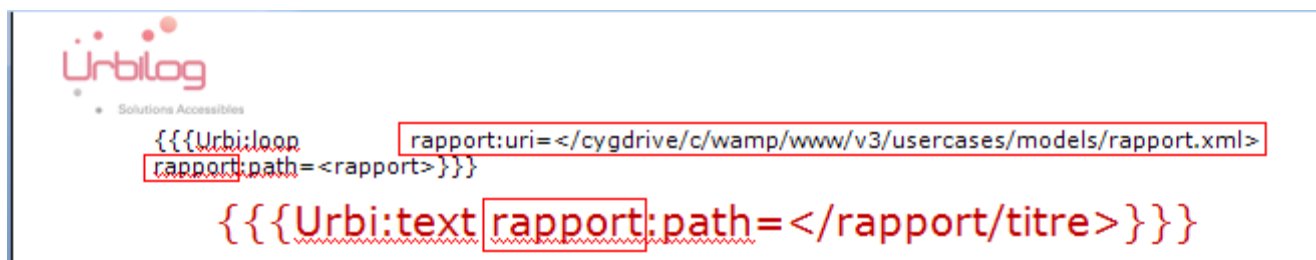 Urbilog
Solutions Accessibles
{{{Urbi:loop rapport:uri=</cygdrive/c/wamp/www/v3/usercases/models/rapport.xml>
rapport:path=<rapport>}}}
{{{Urbi:text rapport:path=</rapport/titre>}}}